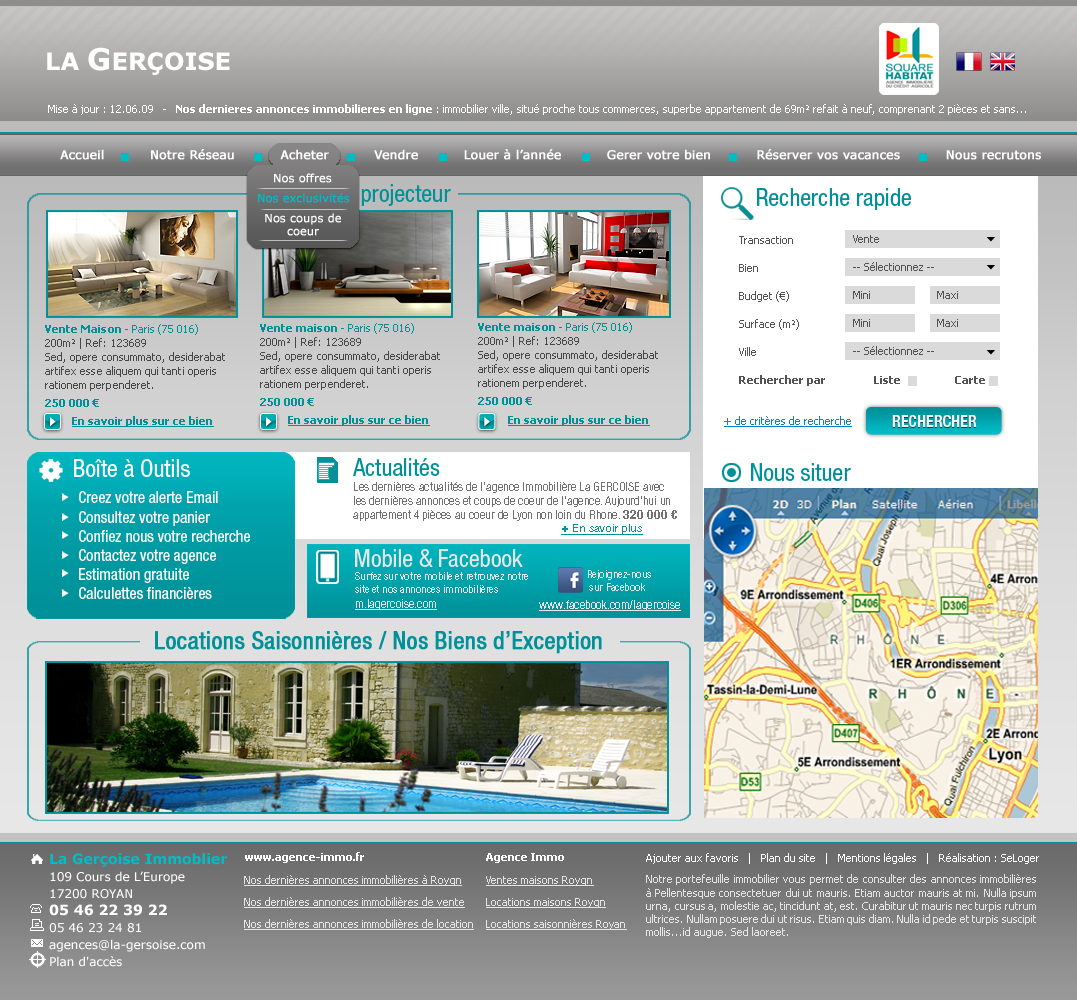 LA GERÇOISE
SQUARE
HABITAT
AGENCE IMMOBILIÈRE
DU CRÉDIT AGRICOLE
Mise à jour : 12.06.09 - Nos dernieres annonces immobilieres en ligne : immobilier ville, situé proche tous commerces, superbe appartement de 69m² refait à neuf, comprenant 2 pièces et sans...
Accueil Notre Réseau Acheter Vendre Louer à l'année Gerer votre bien Réserver vos vacances Nous recrutons
Nos offres
Nos exclusivités
Nos coups de
coeur
projecteur
Vente Maison - Paris (75 016)
200m² | Ref: 123689
Sed, opere consummato, desiderabat
artifex esse aliquem qui tanti operis
rationem perpenderet.
250 000 €
En savoir plus sur ce bien
Vente maison - Paris (75 016)
200m² | Ref: 123689
Sed, opere consummato, desiderabat
artifex esse aliquem qui tanti operis
rationem perpenderet.
250 000 €
En savoir plus sur ce bien
Vente maison - Paris (75 016)
200m² | Ref: 123689
Sed, opere consummato, desiderabat
artifex esse aliquem qui tanti operis
rationem perpenderet.
250 000 €
En savoir plus sur ce bien
Recherche rapide
Transaction Vente
Bien -- Sélectionnez --
Budget (€) Mini Maxi
Surface (m²) Mini Maxi
Ville -- Sélectionnez --
Rechercher par Liste Carte
+ de critères de recherche RECHERCHER
Boîte à Outils
Creez votre alerte Email
Consultez votre panier
Confiez nous votre recherche
Contactez votre agence
Estimation gratuite
Calculettes financières
Actualités
Les dernières actualités de l'agence Immobilière La GERCOISE avec
les dernières annonces et coups de coeur de l'agence. Aujourd'hui un
appartement 4 pièces au coeur de Lyon non loin du Rhone. 320 000 €
+ En savoir plus
Mobile & Facebook
Surfez sur votre mobile et retrouvez notre
site et nos annonces immobilières
m.lagercoise.com
Rejoignez-nous
sur Facebook
www.facebook.com/lagercoise
Nous situer
2D 3D Plan Satellite Aérien Libellé
Quai Joseph
4E Arron
9E Arrondissement
D406
D306
RHÔNE
1ER Arrondissement
Tassin-la-Demi-Lune
RHÔNE
D407
2E Arrond
Lyon
5E Arrondissement
D53
Quai Fulchiron
Locations Saisonnières / Nos Biens d'Exception
La Gerçoise Immoblier
109 Cours de L'Europe
17200 ROYAN
05 46 22 39 22
05 46 23 24 81
agences@la-gersoise.com
Plan d'accès
www.agence-immo.fr
Nos dernières annonces immobilières à Royqn
Nos dernières annonces immobilières de vente
Nos dernières annonces immobilières de location
Agence Immo
Ventes maisons Royqn
Locations maisons Royqn
Locations saisonnières Royan
Ajouter aux favoris | Plan du site | Mentions légales | Réalisation : SeLoger
Notre portefeuille immobilier vous permet de consulter des annonces immobilières
à Pellentesque consectetuer dui ut mauris. Etiam auctor mauris at mi. Nulla ipsum
urna, cursus a, molestie ac, tincidunt at, est. Curabitur ut mauris nec turpis rutrum
ultrices. Nullam posuere dui ut risus. Etiam quis diam. Nulla id pede et turpis suscipit
mollis...id augue. Sed laoreet.